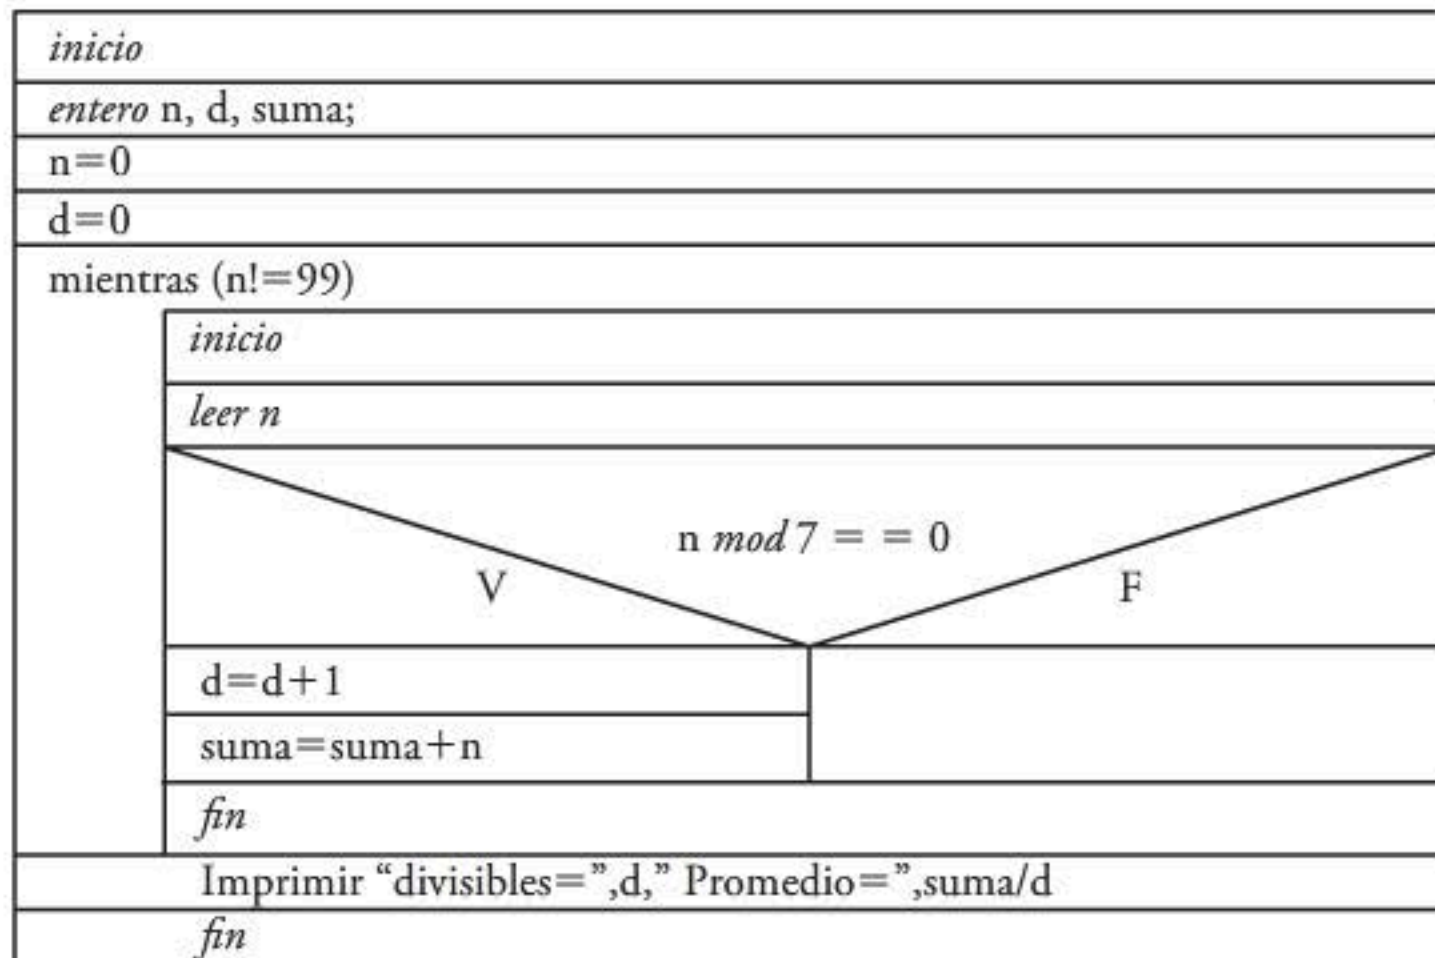 inicio
entero n, d, suma;
n=0
d=0
mientras (n!=99)
inicio
leer n
n mod 7 = = 0
V
F
d=d+1
suma=suma+n
fin
Imprimir “divisibles=”,d,” Promedio=”,suma/d
fin